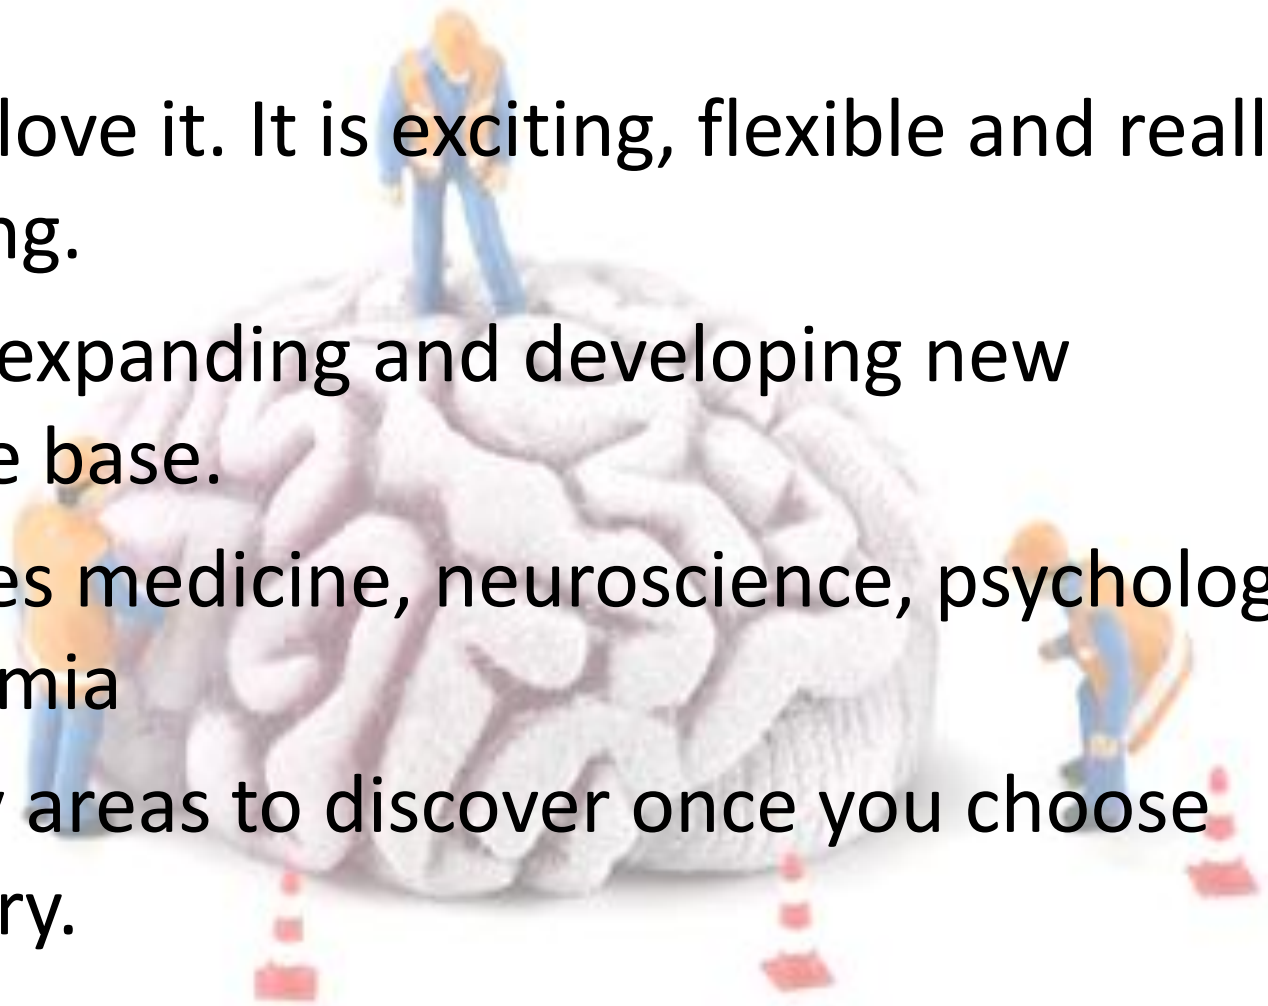 love it. It is exciting, flexible and reall
ng.
expanding and developing new
e base.
es medicine, neuroscience, psycholog
mia
areas to discover once you choose
ry.